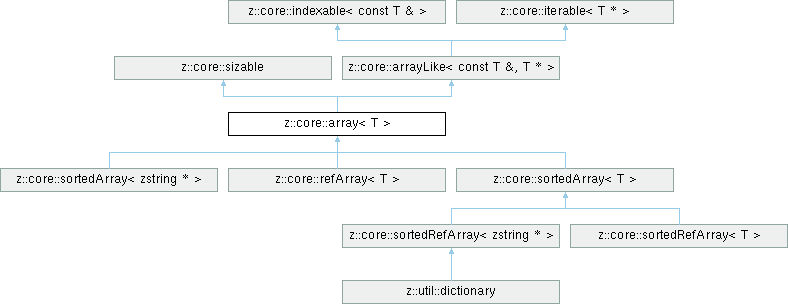 z::core::indexable< const T & >
z::core::iterable< T * >
z::core::sizable
z::core::arrayLike< const T &, T * >
z::core::array< T >
z::core::sortedArray< zstring * >
z::core::refArray< T >
z::core::sortedArray< T >
z::core::sortedRefArray< zstring * >
z::core::sortedRefArray< T >
z::util::dictionary